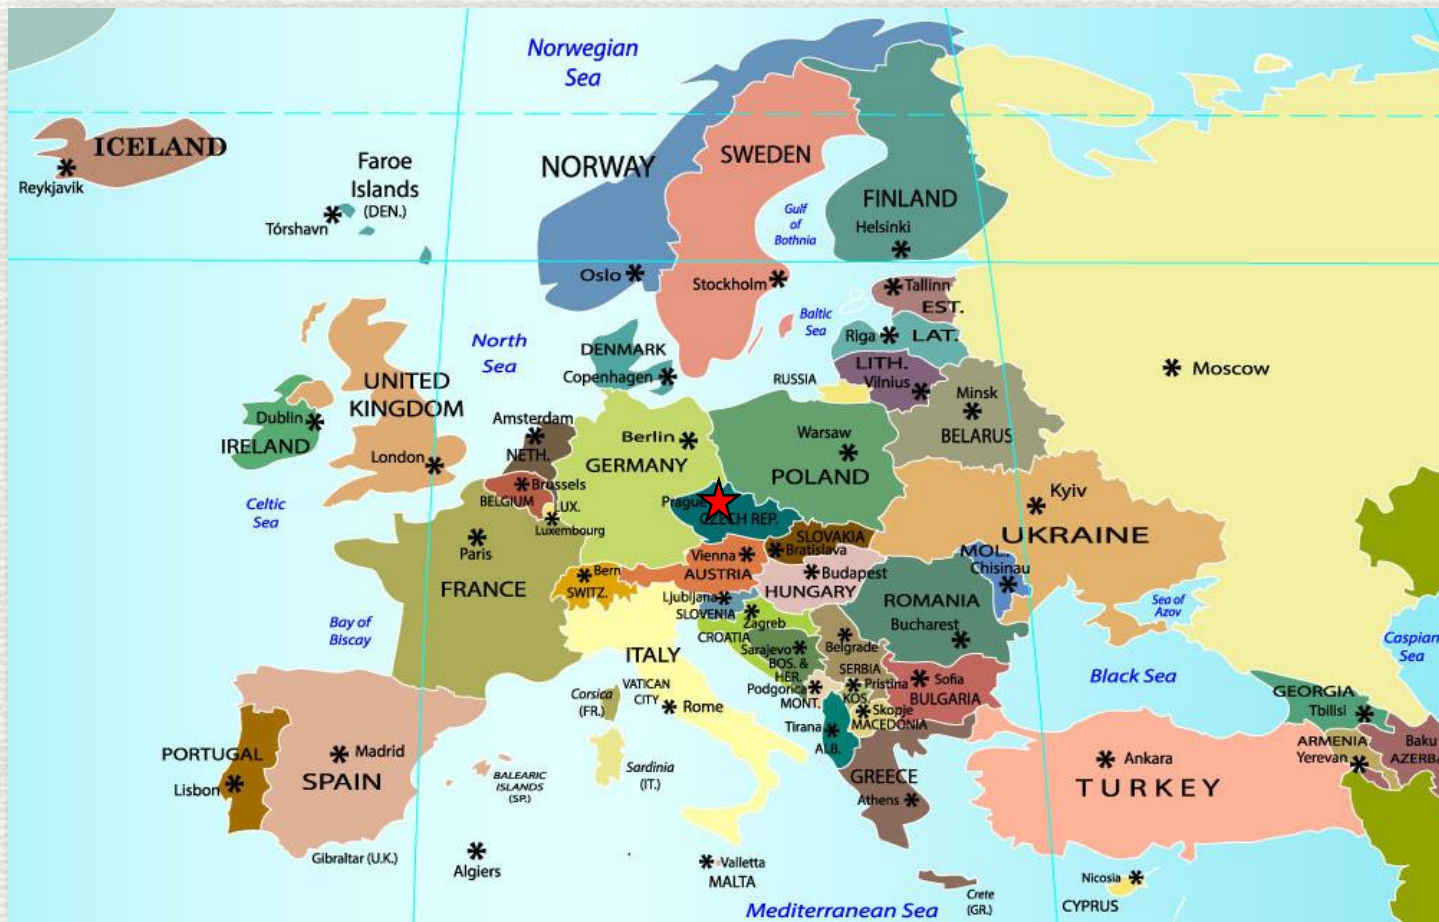 Norwegian
Sea
ICELAND
Reykjavik
Faroe
Islands
(DEN.)
Tórshavn
NORWAY
SWEDEN
FINLAND
Helsinki
Gulf
of
Bothnia
Oslo
Stockholm
Tallinn
EST.
Baltic
Sea
Riga
LAT.
North
Sea
DENMARK
Copenhagen
LITH.
Vilnius
RUSSIA
Moscow
UNITED
KINGDOM
Dublin
IRELAND
London
Amsterdam
NETH.
Berlin
GERMANY
Warsaw
POLAND
Minsk
BELARUS
Brussels
BELGIUM
LUX.
Luxembourg
Prague
CZECH REP.
Kyiv
UKRAINE
Celtic
Sea
Paris
FRANCE
SLOVAKIA
Bratislava
Vienna
AUSTRIA
MOL.
Chisinau
Bern
SWITZ.
Budapest
HUNGARY
Ljubljana
SLOVENIA
ROMANIA
Bucharest
Sea of
Azov
Bay of
Biscay
Zagreb
CROATIA
Sarajevo
BOS. &
HER.
Belgrade
SERBIA
ITALY
VATICAN
CITY
Rome
Podgorica
MONT.
Pristina
KOS.
Skopje
MACEDONIA
Sofia
BULGARIA
Black Sea
Caspian
Sea
GEORGIA
Tbilisi
Corsica
(FR.)
Tirana
ALB.
PORTUGAL
Lisbon
Madrid
SPAIN
BALEARIC
ISLANDS
(SP.)
Sardinia
(IT.)
GREECE
Athens
Ankara
TURKEY
ARMENIA
Yerevan
Baku
AZERBA
Gibraltar (U.K.)
Algiers
Valletta
MALTA
Mediterranean Sea
Crete
(GR.)
Nicosia
CYPRUS